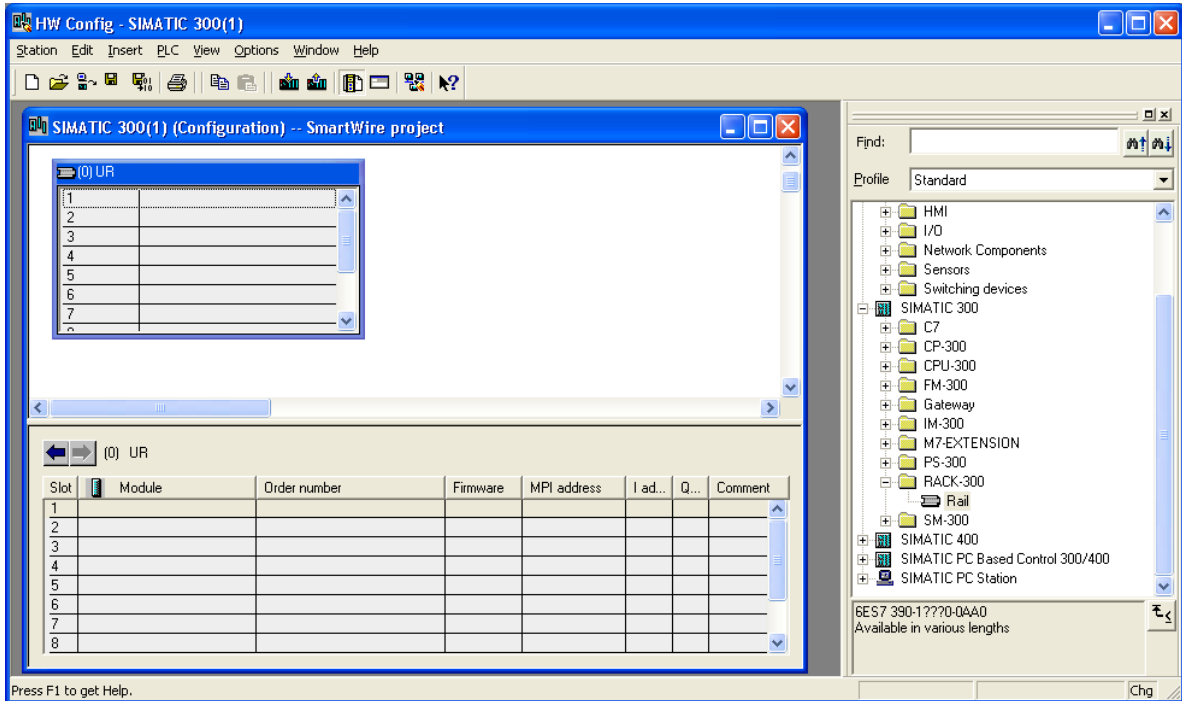 HW Config - SIMATIC 300(1)
Station Edit Insert PLC View Options Window Help
SIMATIC 300(1) (Configuration) -- SmartWire project
(0) UR
1
2
3
4
5
6
7
(0) UR
Slot Module Order number Firmware MPI address I ad... Q... Comment
1
2
3
4
5
6
7
8
Find:
Profile Standard
HMI
I/O
Network Components
Sensors
Switching devices
SIMATIC 300
C7
CP-300
CPU-300
FM-300
Gateway
IM-300
M7-EXTENSION
PS-300
RACK-300
Rail
SM-300
SIMATIC 400
SIMATIC PC Based Control 300/400
SIMATIC PC Station
6ES7 390-1???0-0AA0
Available in various lengths
Press F1 to get Help.
Chg